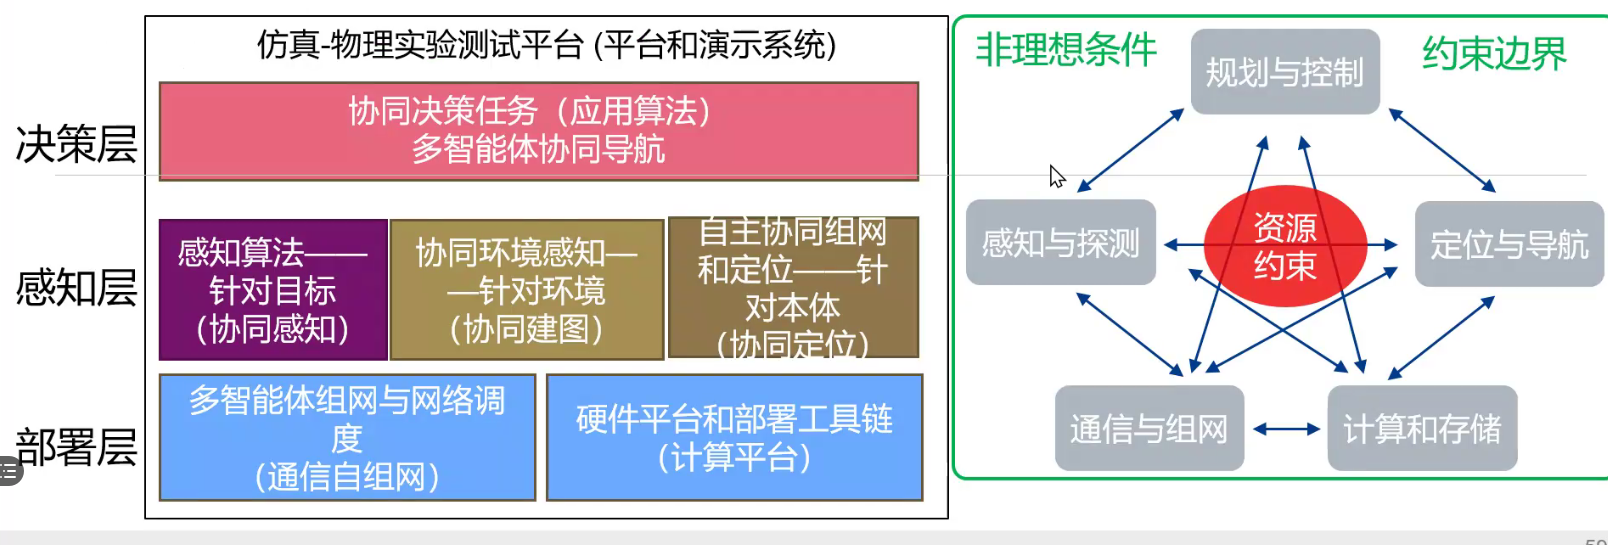 仿真-物理实验测试平台 (平台和演示系统)
决策层
协同决策任务（应用算法）
多智能体协同导航
感知层
感知算法——
针对目标
（协同感知）
协同环境感知—
—针对环境
（协同建图）
自主协同组网
和定位——针
对本体
（协同定位）
部署层
多智能体组网与网络调
度
（通信自组网）
硬件平台和部署工具链
（计算平台）
非理想条件
约束边界
规划与控制
感知与探测
资源
约束
定位与导航
通信与组网
计算和存储